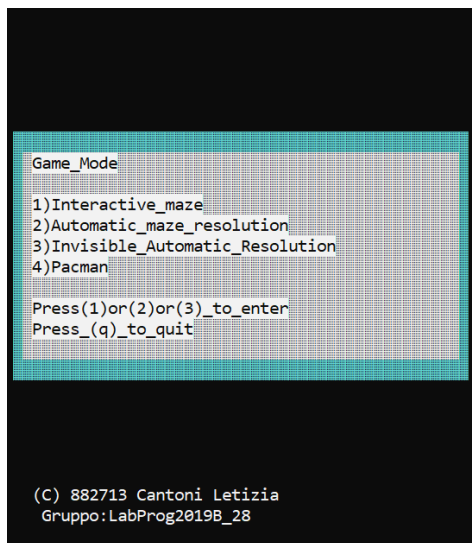 Game_Mode
1)Interactive_maze
2)Automatic_maze_resolution
3)Invisible_Automatic_Resolution
4)Pacman
Press(1)or(2)or(3)_to_enter
Press_(q)_to_quit
(C) 882713 Cantoni Letizia
Gruppo:LabProg2019B_28